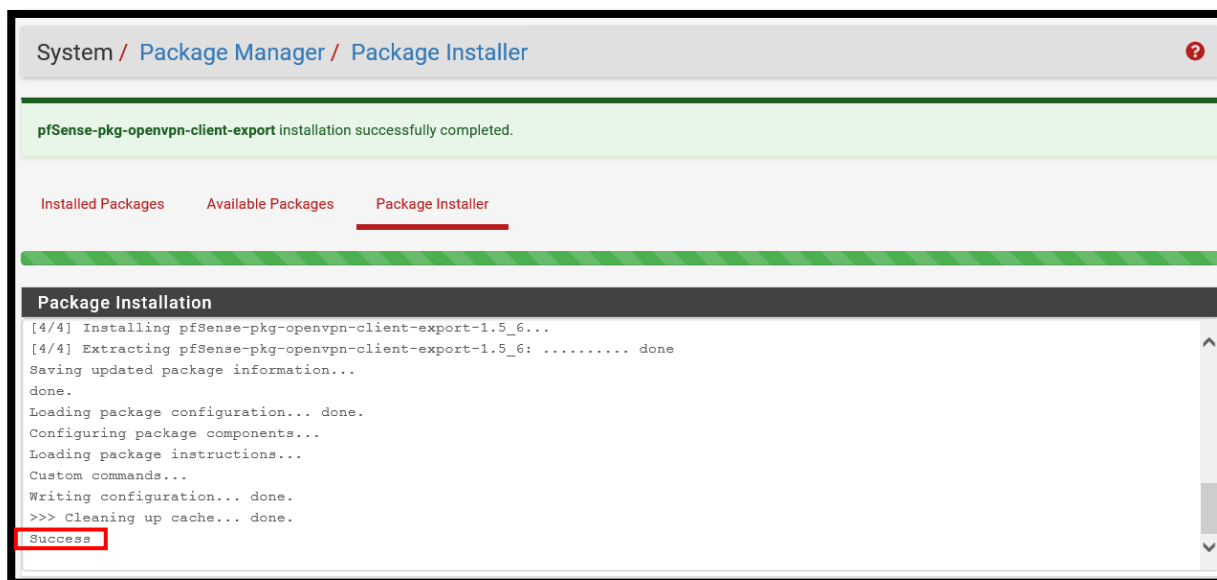 System / Package Manager / Package Installer
pfSense-pkg-openvpn-client-export installation successfully completed.
Installed Packages Available Packages Package Installer
Package Installation
[4/4] Installing pfSense-pkg-openvpn-client-export-1.5_6...
[4/4] Extracting pfSense-pkg-openvpn-client-export-1.5_6: .......... done
Saving updated package information...
done.
Loading package configuration... done.
Configuring package components...
Loading package instructions...
Custom commands...
Writing configuration... done.
>>> Cleaning up cache... done.
Success